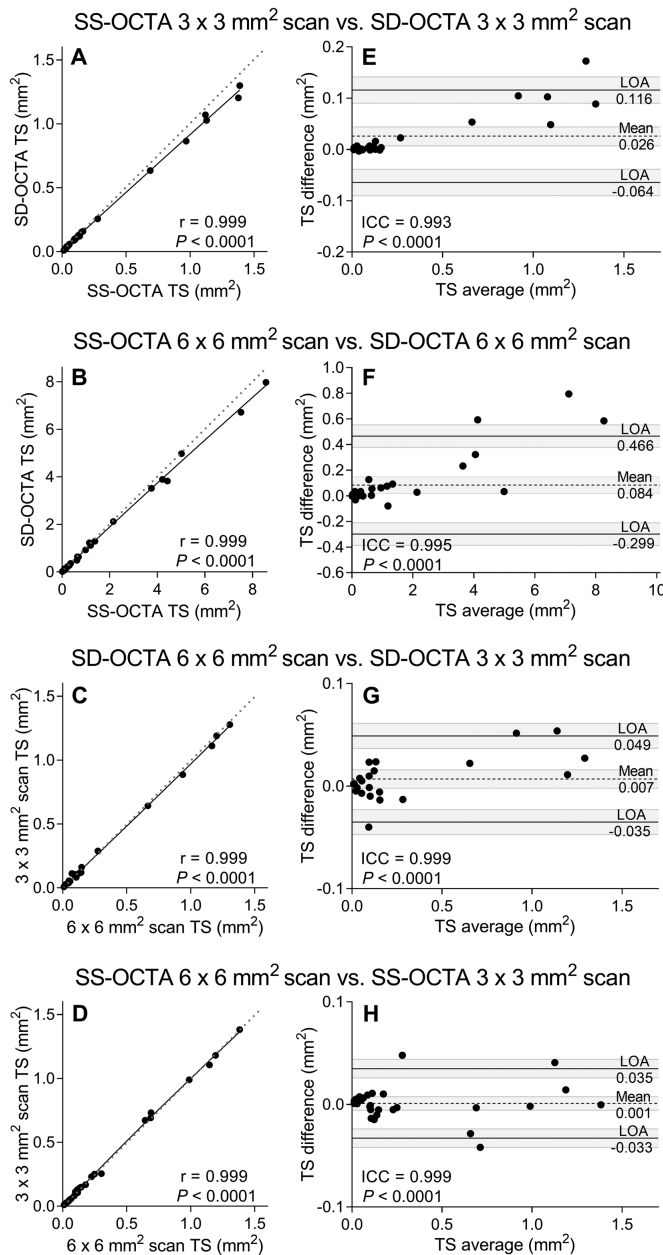 SS-OCTA 3 x 3 mm² scan vs. SD-OCTA 3 x 3 mm² scan
A
SD-OCTA TS (mm²)
1.5
1.0
0.5
0.0
r = 0.999
P < 0.0001
0.0 0.5 1.0 1.5
SS-OCTA TS (mm²)
E
TS difference (mm²)
0.2
0.1
0.0
-0.1
-0.2
LOA
0.116
Mean
0.026
LOA
-0.064
ICC = 0.993
P < 0.0001
0.0 0.5 1.0 1.5
TS average (mm²)
SS-OCTA 6 x 6 mm² scan vs. SD-OCTA 6 x 6 mm² scan
B
SD-OCTA TS (mm²)
8
6
4
2
0
r = 0.999
P < 0.0001
0 2 4 6 8
SS-OCTA TS (mm²)
F
TS difference (mm²)
1.0
0.8
0.6
0.4
0.2
0.0
-0.2
-0.4
-0.6
LOA
0.466
Mean
0.084
LOA
-0.299
ICC = 0.995
P < 0.0001
0 2 4 6 8 10
TS average (mm²)
SD-OCTA 6 x 6 mm² scan vs. SD-OCTA 3 x 3 mm² scan
C
3 x 3 mm² scan TS (mm²)
1.5
1.0
0.5
0.0
r = 0.999
P < 0.0001
0.0 0.5 1.0 1.5
6 x 6 mm² scan TS (mm²)
G
TS difference (mm²)
0.1
0.0
-0.1
LOA
0.049
Mean
0.007
LOA
-0.035
ICC = 0.999
P < 0.0001
0.0 0.5 1.0 1.5
TS average (mm²)
SS-OCTA 6 x 6 mm² scan vs. SS-OCTA 3 x 3 mm² scan
D
3 x 3 mm² scan TS (mm²)
1.5
1.0
0.5
0.0
r = 0.999
P < 0.0001
0.0 0.5 1.0 1.5
6 x 6 mm² scan TS (mm²)
H
TS difference (mm²)
0.1
0.0
-0.1
LOA
0.035
Mean
0.001
LOA
-0.033
ICC = 0.999
P < 0.0001
0.0 0.5 1.0 1.5
TS average (mm²)